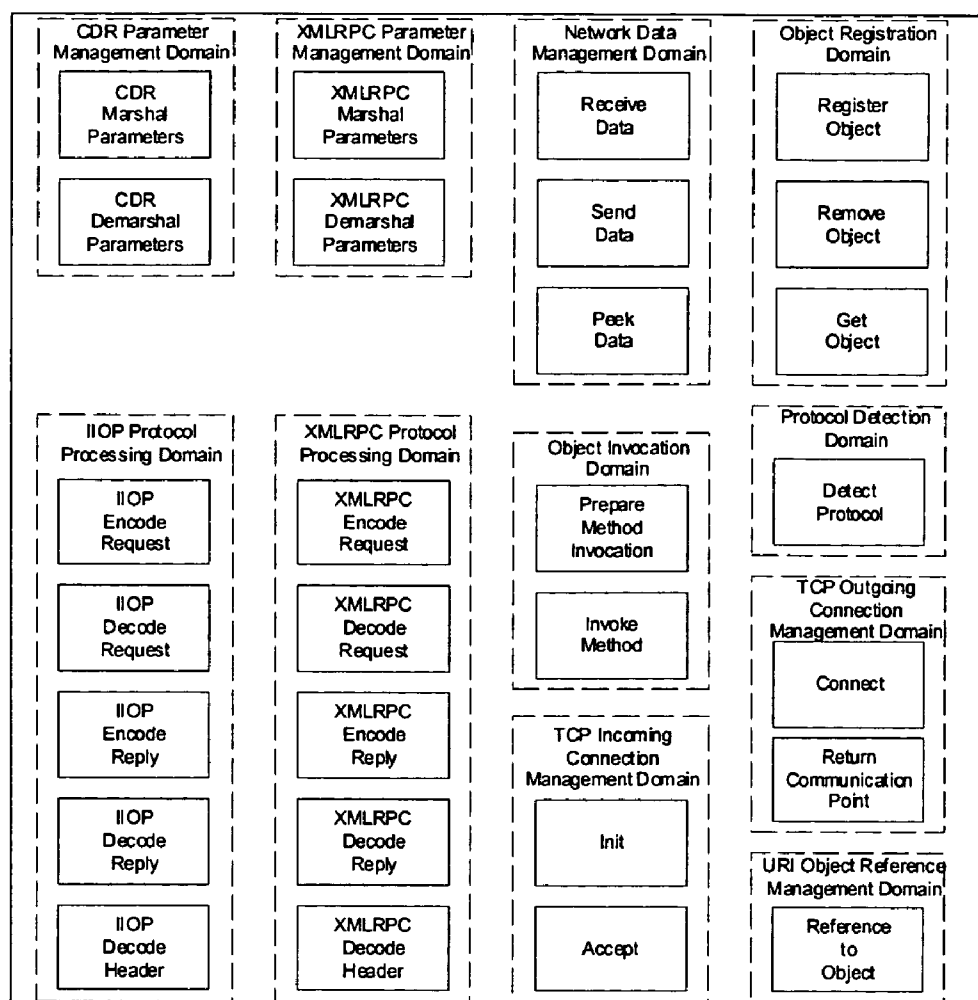 CDR Parameter
Management Domain
CDR
Marshal
Parameters
CDR
Demarshal
Parameters
XMLRPC Parameter
Management Domain
XMLRPC
Marshal
Parameters
XMLRPC
Demarshal
Parameters
Network Data
Management Domain
Receive
Data
Send
Data
Peek
Data
Object Registration
Domain
Register
Object
Remove
Object
Get
Object
IIOP Protocol
Processing Domain
IIOP
Encode
Request
IIOP
Decode
Request
IIOP
Encode
Reply
IIOP
Decode
Reply
IIOP
Decode
Header
XMLRPC Protocol
Processing Domain
XMLRPC
Encode
Request
XMLRPC
Decode
Request
XMLRPC
Encode
Reply
XMLRPC
Decode
Reply
XMLRPC
Decode
Header
Object Invocation
Domain
Prepare
Method
Invocation
Invoke
Method
TCP Incoming
Connection
Management Domain
Init
Accept
Protocol Detection
Domain
Detect
Protocol
TCP Outgoing
Connection
Management Domain
Connect
Return
Communication
Point
URI Object Reference
Management Domain
Reference
to
Object